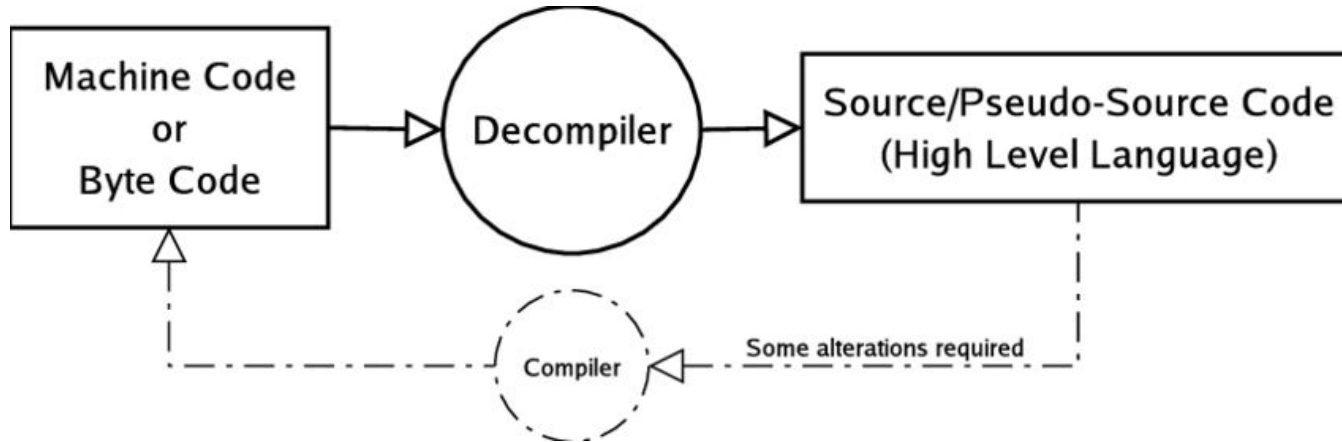 Machine Code
or
Byte Code
Decompiler
Source/Pseudo-Source Code
(High Level Language)
Some alterations required
Compiler